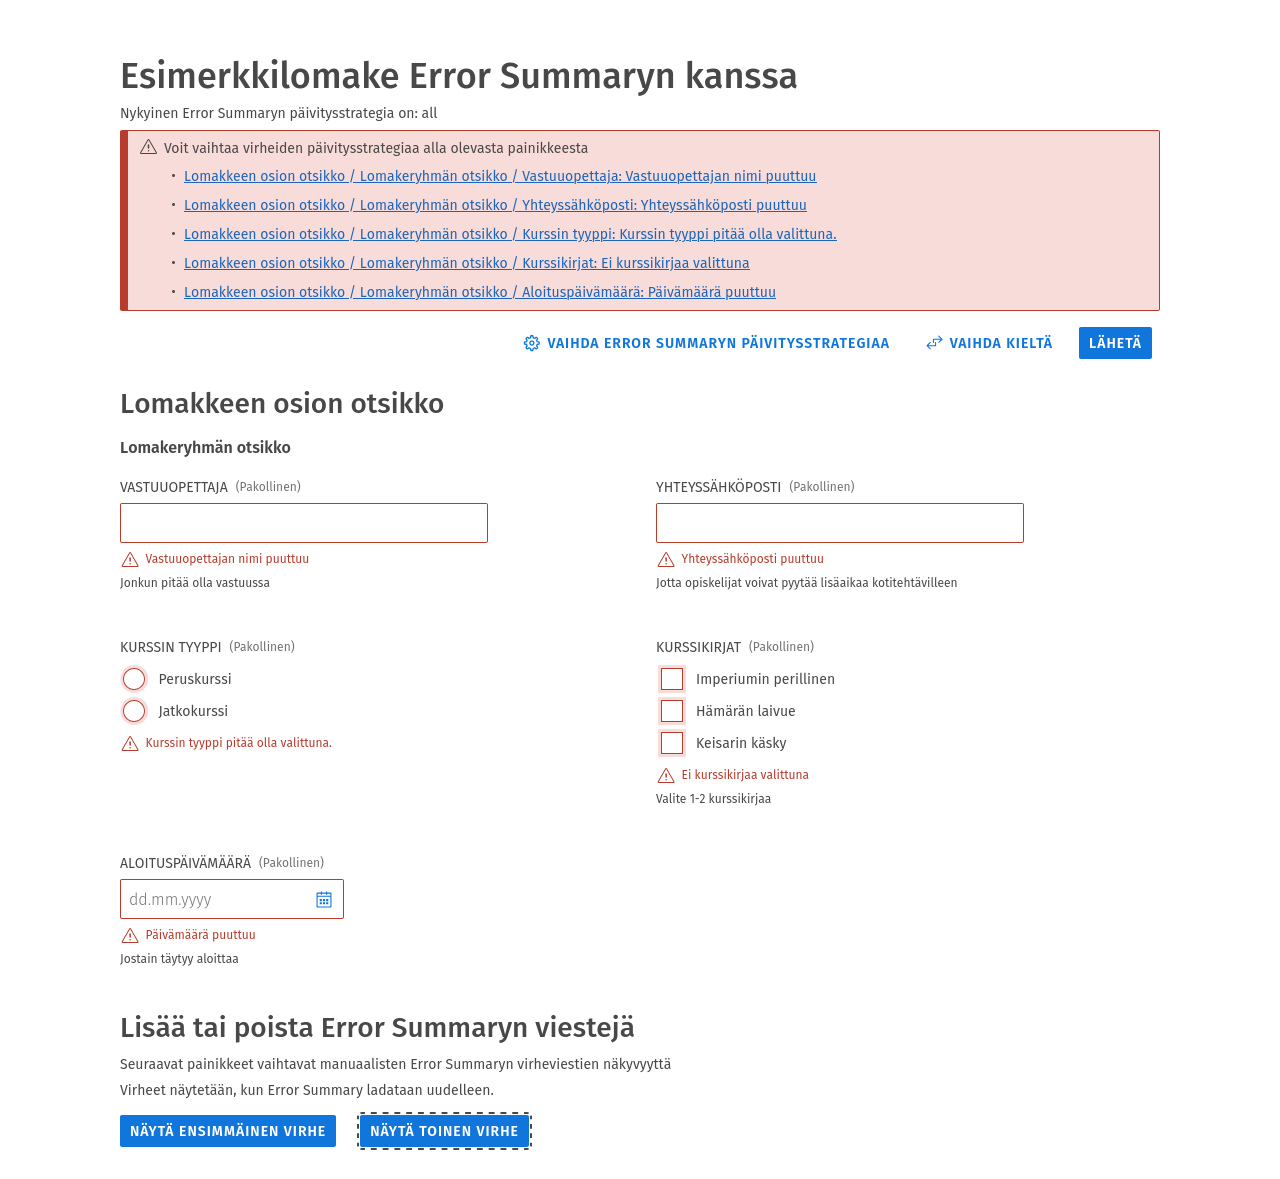 Esimerkkilomake Error Summaryn kanssa
Nykyinen Error Summaryn päivitysstrategia on: all
Voit vaihtaa virheiden päivitysstrategiaa alla olevasta painikkeesta
• Lomakkeen osion otsikko / Lomakeryhmän otsikko / Vastuuopettaja: Vastuuopettajan nimi puuttuu
• Lomakkeen osion otsikko / Lomakeryhmän otsikko / Yhteyssähköposti: Yhteyssähköposti puuttuu
• Lomakkeen osion otsikko / Lomakeryhmän otsikko / Kurssin tyyppi: Kurssin tyyppi pitää olla valittuna.
• Lomakkeen osion otsikko / Lomakeryhmän otsikko / Kurssikirjat: Ei kurssikirjaa valittuna
• Lomakkeen osion otsikko / Lomakeryhmän otsikko / Aloituspäivämäärä: Päivämäärä puuttuu
VAIHDA ERROR SUMMARYN PÄIVITYSSTRATEGIAA VAIHDA KIELTÄ LÄHETÄ
Lomakkeen osion otsikko
Lomakeryhmän otsikko
VASTUUOPETTAJA (Pakollinen)
Vastuuopettajan nimi puuttuu
Jonkun pitää olla vastuussa
YHTEYSSÄHKÖPOSTI (Pakollinen)
Yhteyssähköposti puuttuu
Jotta opiskelijat voivat pyytää lisäaikaa kotitehtävilleen
KURSSIN TYYPPI (Pakollinen)
Peruskurssi
Jatkokurssi
Kurssin tyyppi pitää olla valittuna.
KURSSIKIRJAT (Pakollinen)
Imperiumin perillinen
Hämärän laivue
Keisarin käsky
Ei kurssikirjaa valittuna
Valite 1-2 kurssikirjaa
ALOITUSPÄIVÄMÄÄRÄ (Pakollinen)
dd.mm.yyyy
Päivämäärä puuttuu
Jostain täytyy aloittaa
Lisää tai poista Error Summaryn viestejä
Seuraavat painikkeet vaihtavat manuaalisten Error Summaryn virheviestien näkyvyyttä
Virheet näytetään, kun Error Summary ladataan uudelleen.
NÄYTÄ ENSIMMÄINEN VIRHE NÄYTÄ TOINEN VIRHE